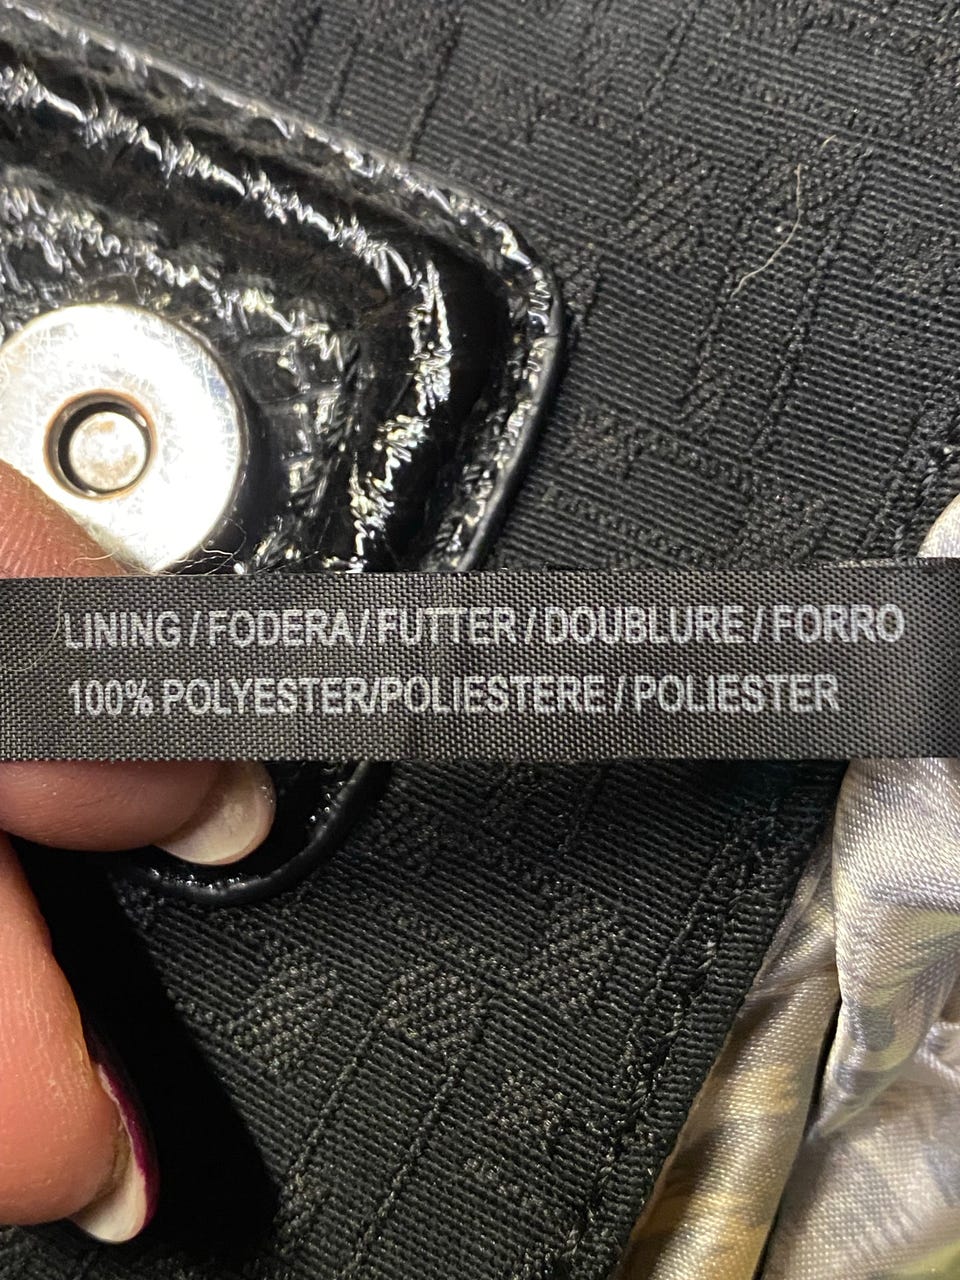 LINING / FODERA / FUTTER / DOUBLURE / FORRO
100% POLYESTER/POLIESTERE / POLIESTER